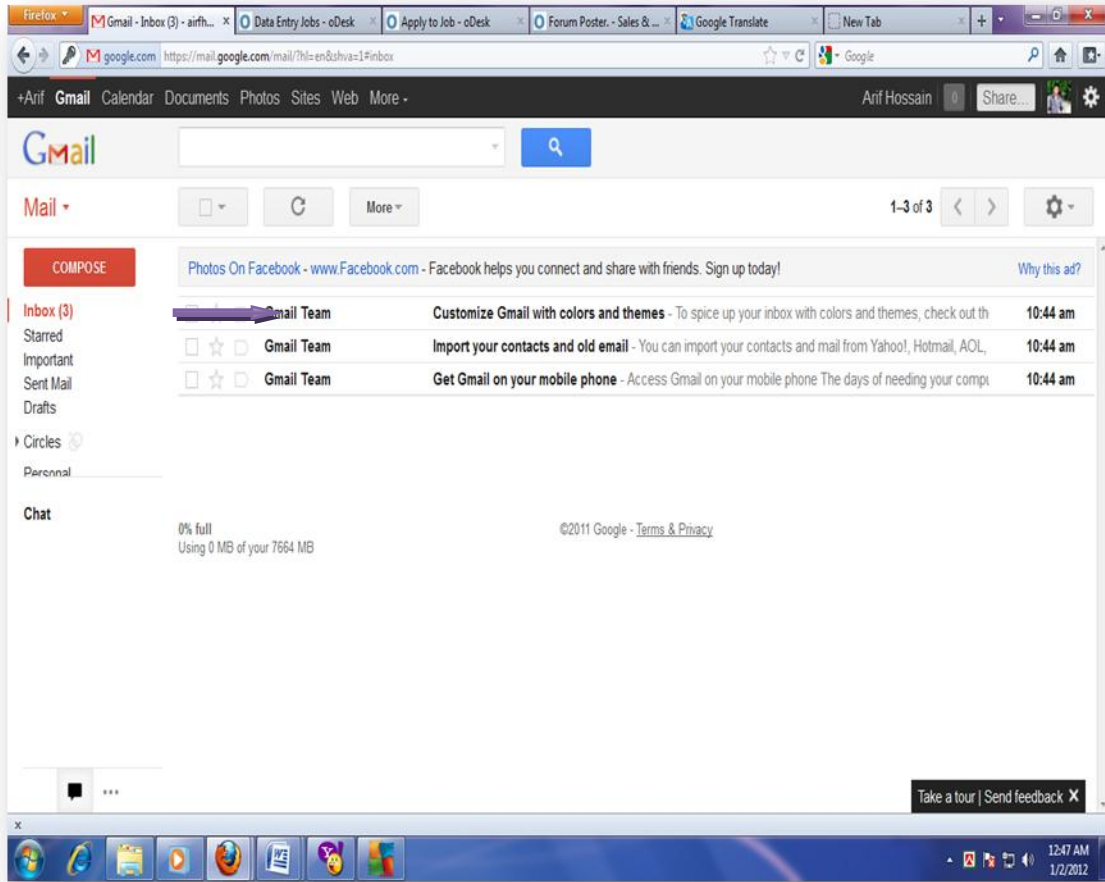 Firefox
Gmail - Inbox (3) - airfh... × Data Entry Jobs - oDesk × Apply to Job - oDesk × Forum Poster. - Sales & ... × Google Translate × New Tab × +
google.com https://mail.google.com/mail/?hl=en&shva=1#inbox Google
+Arif Gmail Calendar Documents Photos Sites Web More Arif Hossain 0 Share...
Gmail
Mail More 1–3 of 3
COMPOSE Photos On Facebook - www.Facebook.com - Facebook helps you connect and share with friends. Sign up today! Why this ad?
Inbox (3) Gmail Team Customize Gmail with colors and themes - To spice up your inbox with colors and themes, check out th 10:44 am
Starred Gmail Team Import your contacts and old email - You can import your contacts and mail from Yahoo!, Hotmail, AOL, 10:44 am
Important
Sent Mail Gmail Team Get Gmail on your mobile phone - Access Gmail on your mobile phone The days of needing your compu 10:44 am
Drafts
Circles
Personal
Chat
0% full ©2011 Google - Terms & Privacy
Using 0 MB of your 7664 MB
Take a tour | Send feedback X
x
12:47 AM
1/2/2012